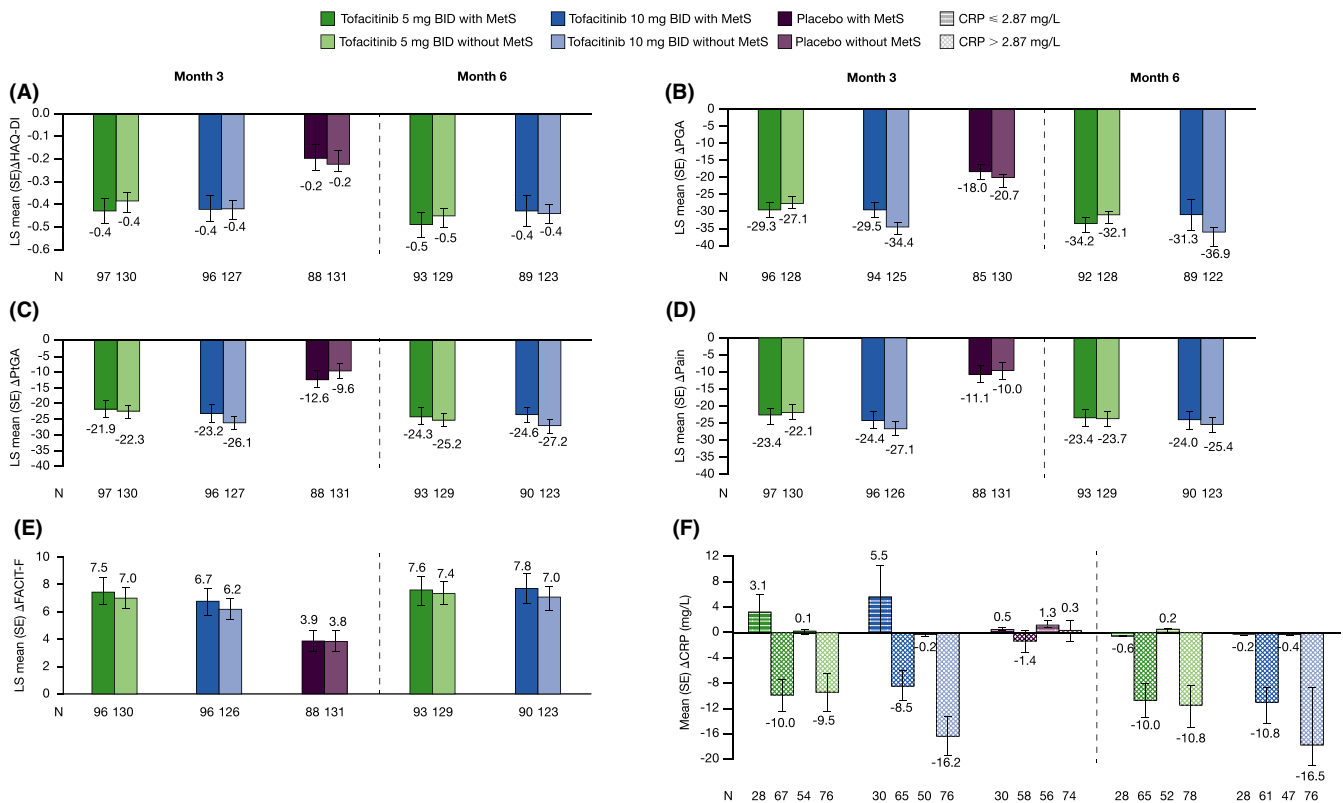 Tofacitinib 5 mg BID with MetS Tofacitinib 10 mg BID with MetS Placebo with MetS CRP ≤ 2.87 mg/L
Tofacitinib 5 mg BID without MetS Tofacitinib 10 mg BID without MetS Placebo without MetS CRP > 2.87 mg/L
Month 3 Month 6
(A)
LS mean (SE)ΔHAQ-DI
0.0
-0.1
-0.2
-0.3
-0.4
-0.5
-0.6
-0.4 -0.4 -0.4 -0.4 -0.2 -0.2 -0.5 -0.5 -0.4 -0.4
N 97 130 96 127 88 131 93 129 89 123
Month 3 Month 6
(B)
LS mean (SE) ΔPGA
0
-5
-10
-15
-20
-25
-30
-35
-40
-29.3 -27.1 -29.5 -34.4 -18.0 -20.7 -34.2 -32.1 -31.3 -36.9
N 96 128 94 125 85 130 92 128 89 122
(C)
LS mean (SE) ΔPtGA
0
-5
-10
-15
-20
-25
-30
-35
-40
-21.9 -22.3 -23.2 -26.1 -12.6 -9.6 -24.3 -25.2 -24.6 -27.2
N 97 130 96 127 88 131 93 129 90 123
(D)
LS mean (SE) ΔPain
0
-5
-10
-15
-20
-25
-30
-35
-40
-23.4 -22.1 -24.4 -27.1 -11.1 -10.0 -23.4 -23.7 -24.0 -25.4
N 97 130 96 126 88 131 93 129 90 123
(E)
LS mean (SE) ΔFACIT-F
10
8
6
4
2
0
7.5 7.0 6.7 6.2 3.9 3.8 7.6 7.4 7.8 7.0
N 96 130 96 126 88 131 93 129 90 123
(F)
Mean (SE) ΔCRP (mg/L)
12
8
4
0
-4
-8
-12
-16
-20
3.1 -10.0 0.1 -9.5 5.5 -8.5 -0.2 -16.2 0.5 -1.4 1.3 0.3 -0.6 -10.0 0.2 -10.8 -0.2 -10.8 -0.4 -16.5
N 28 67 54 76 30 65 50 76 30 58 56 74 28 65 52 78 28 61 47 76